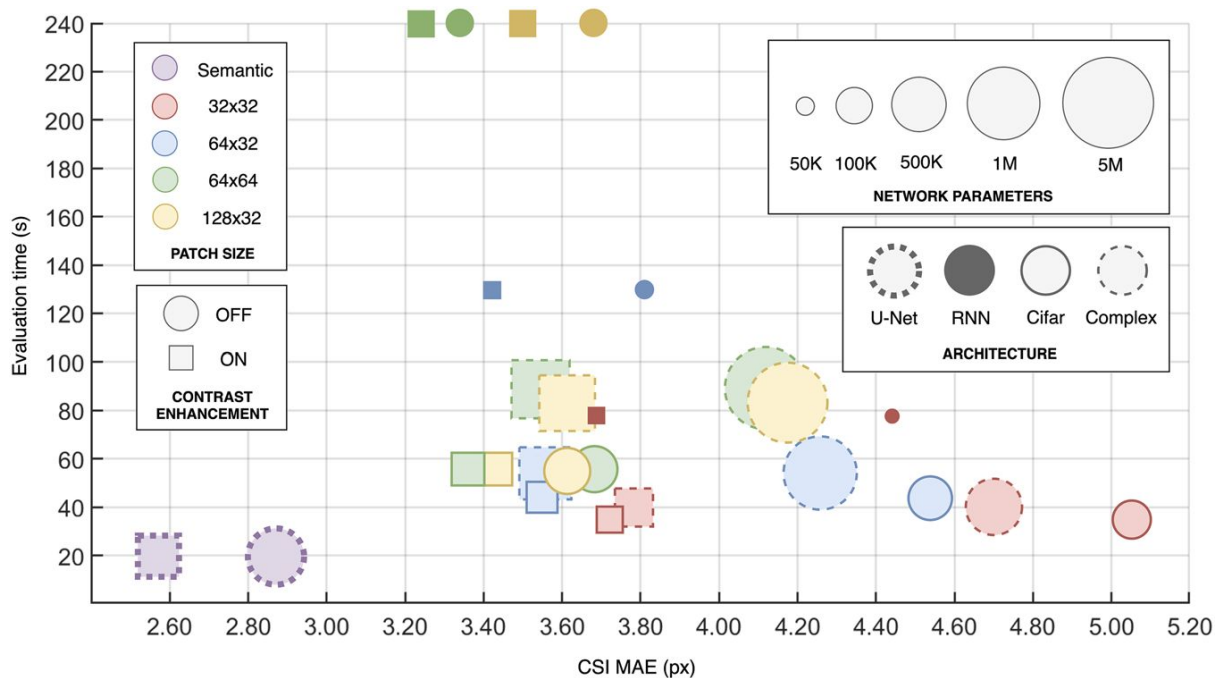 240
220
200
180
160
140
120
100
80
60
40
20
Evaluation time (s)
Semantic
32x32
64x32
64x64
128x32
PATCH SIZE
OFF
ON
CONTRAST
ENHANCEMENT
50K 100K 500K 1M 5M
NETWORK PARAMETERS
U-Net RNN Cifar Complex
ARCHITECTURE
2.60 2.80 3.00 3.20 3.40 3.60 3.80 4.00 4.20 4.40 4.60 4.80 5.00 5.20
CSI MAE (px)